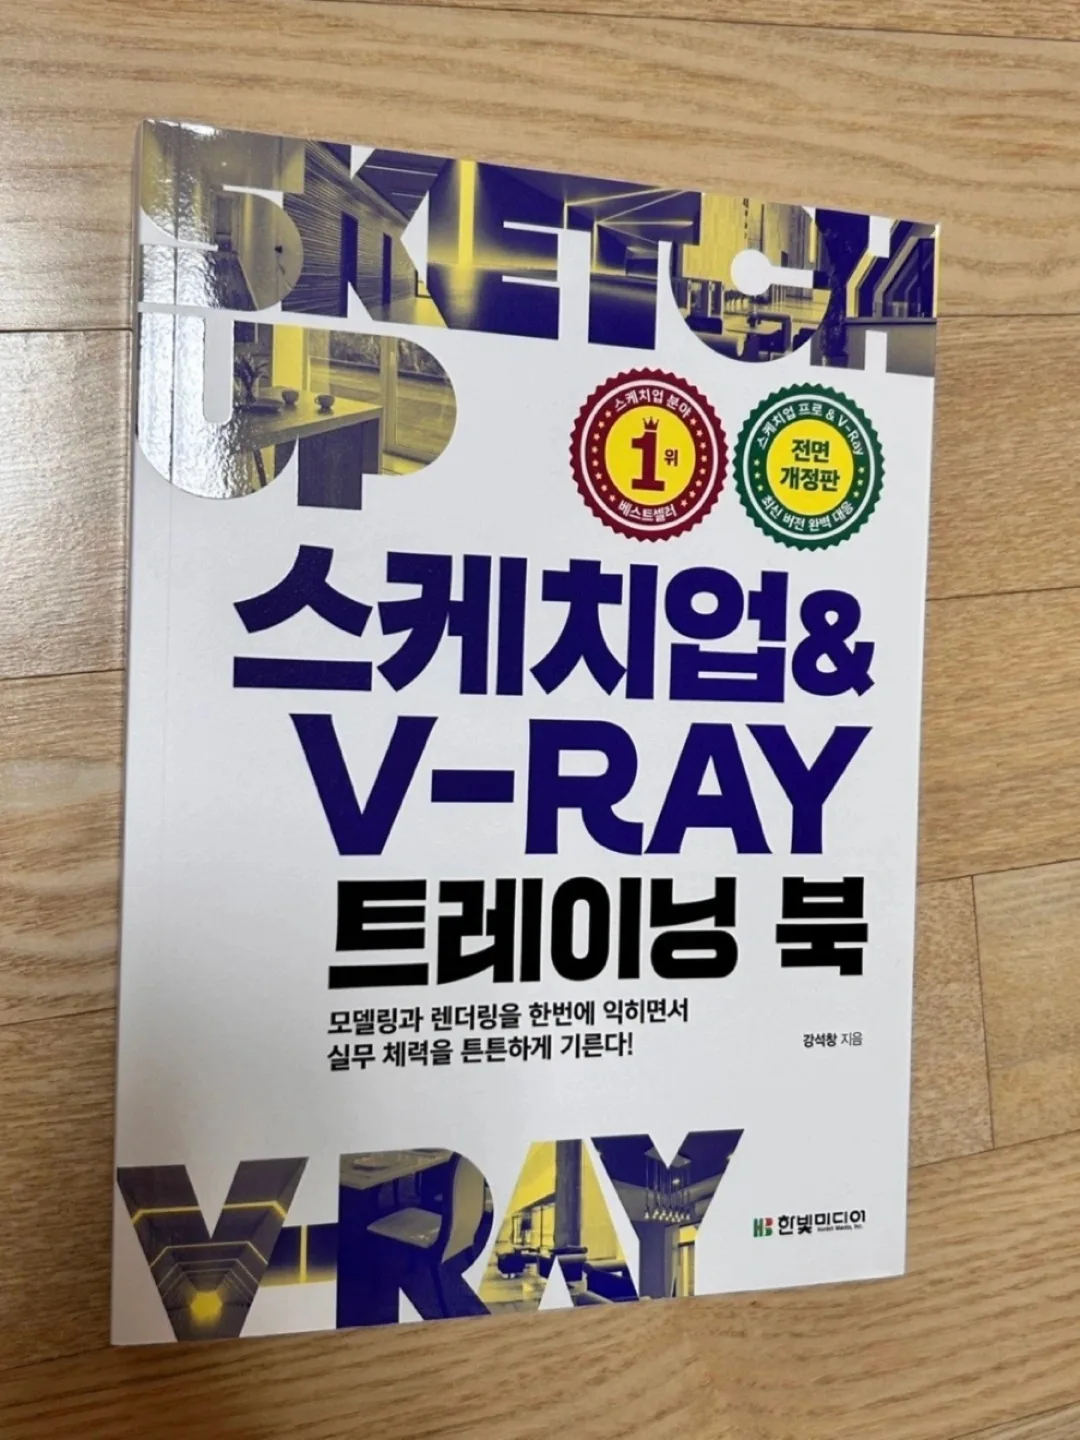 SKETCH
UP
스케치업 분야
1위
베스트셀러
스케치업 프로 & V-Ray
전면
개정판
최신 버전 완벽 대응
스케치업&
V-RAY
트레이닝 북
모델링과 렌더링을 한번에 익히면서
실무 체력을 튼튼하게 기른다!
강석창 지음
V-RAY
HB 한빛미디어
Hanbit Media, Inc.